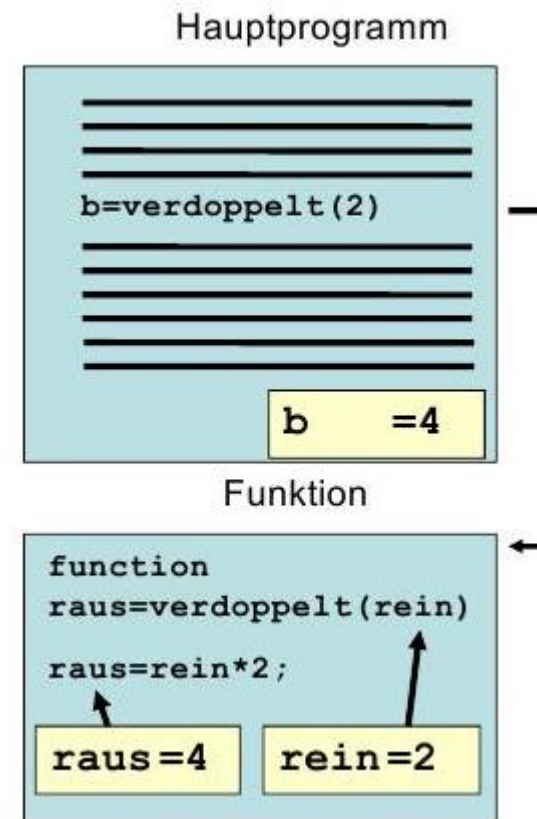 Hauptprogramm
b=verdoppelt(2)
b =4
Funktion
function
raus=verdoppelt(rein)
raus=rein*2;
raus=4
rein=2